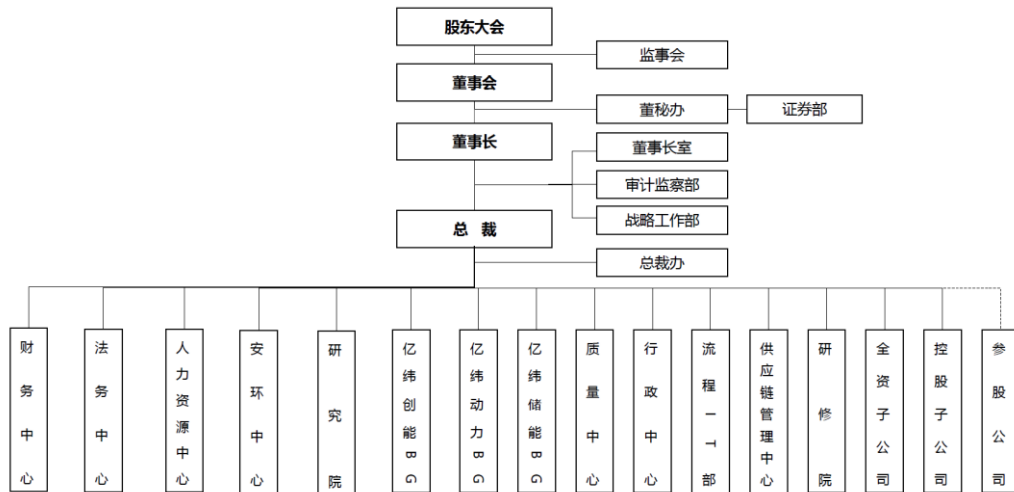 股东大会
监事会
董事会
董秘办
证券部
董事长
董事长室
审计监察部
战略工作部
总 裁
总裁办
财务中心
法务中心
人力资源中心
安环中心
研究院
亿纬创能BG
亿纬动力BG
亿纬储能BG
质量中心
行政中心
流程IT部
供应链管理中心
研修院
全资子公司
控股子公司
参股公司